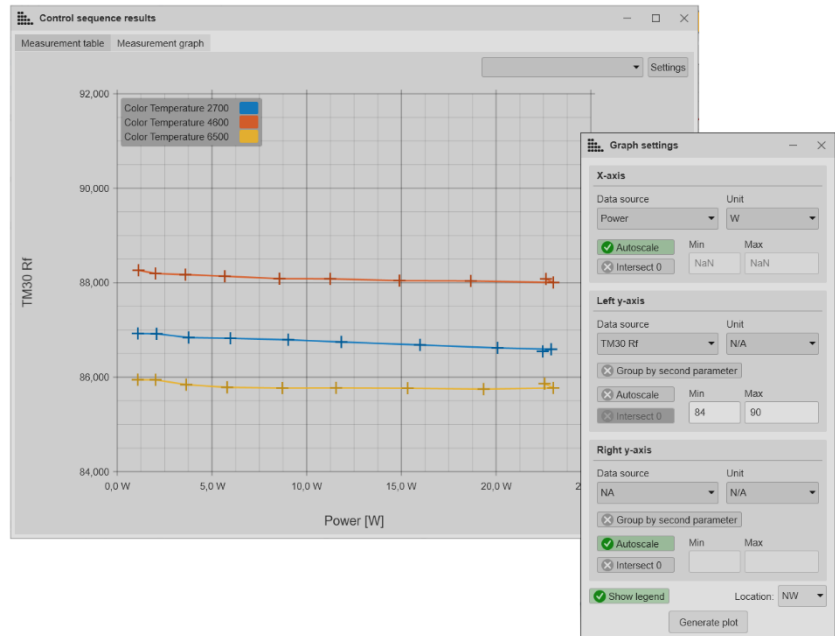 Control sequence results
Measurement table Measurement graph
Settings
92,000
90,000
88,000
86,000
84,000
TM30 Rf
Color Temperature 2700
Color Temperature 4600
Color Temperature 6500
0,0 W 5,0 W 10,0 W 15,0 W 20,0 W 2
Power [W]
Graph settings
X-axis
Data source Unit
Power W
Autoscale Min Max
Intersect 0 NaN NaN
Left y-axis
Data source Unit
TM30 Rf N/A
Group by second parameter
Autoscale Min Max
Intersect 0 84 90
Right y-axis
Data source Unit
NA N/A
Group by second parameter
Autoscale Min Max
Intersect 0
Show legend Location: NW
Generate plot